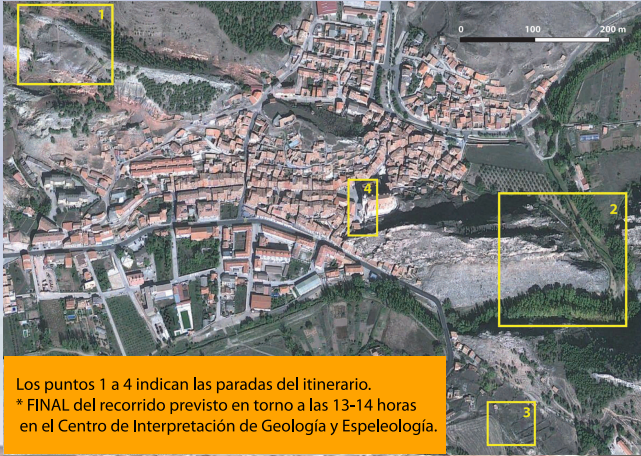 1
0 100 200 m
2
4
3
Los puntos 1 a 4 indican las paradas del itinerario.
* FINAL del recorrido previsto en torno a las 13-14 horas
en el Centro de Interpretación de Geología y Espeleología.